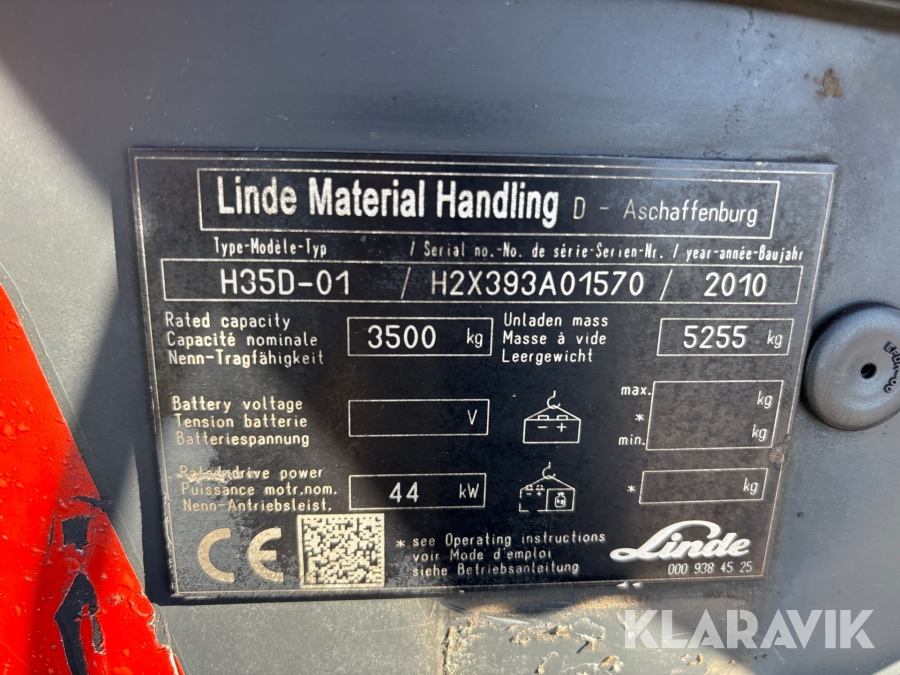 Linde Material Handling D - Aschaffenburg
Type-Modèle-Typ / Serial no.-No. de série-Serien-Nr. / year-année-Baujahr
H35D-01 / H2X393A01570 / 2010
Rated capacity
Capacité nominale 3500 kg
Nenn-Tragfähigkeit
Unladen mass
Masse à vide 5255 kg
Leergewicht
Battery voltage
Tension batterie V
Batteriespannung
- +
max. kg
*
min. kg
Rated drive power
Puissance motr.nom. 44 kW
Nenn-Antriebsleist.
* kg
CE
* see Operating instructions
voir Mode d'emploi
siehe Betriebsanleitung
Linde
000 938 45 25
KLARAVIK